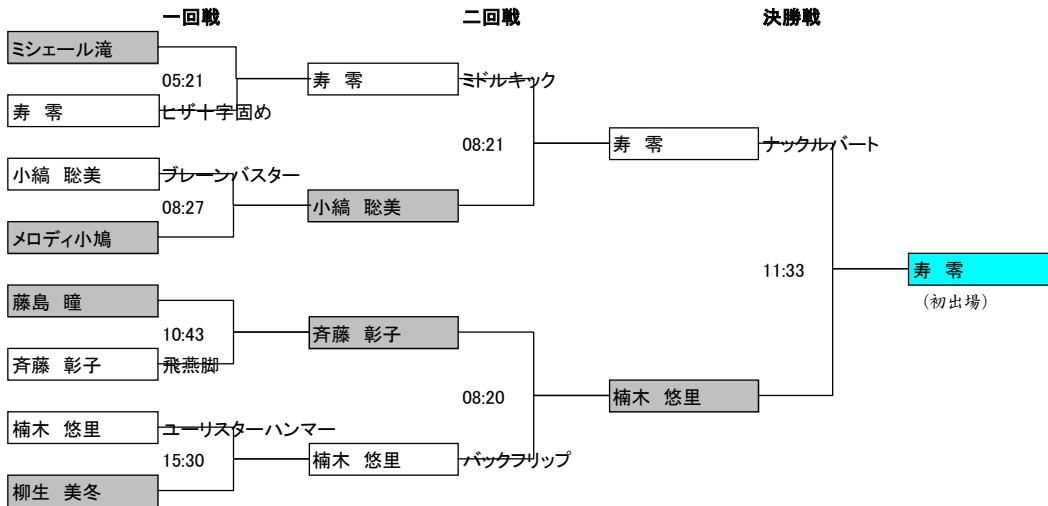 一回戦 二回戦 決勝戦
ミシェール滝
05:21 寿 零 ミドルキック
寿 零 ヒザ十字固め
08:21 寿 零 ナックルパート
小縞 聡美 ブレーンバスター
08:27 小縞 聡美
メロディ小鳩
11:33 寿 零
(初出場)
藤島 瞳
10:43 斉藤 彰子
斉藤 彰子 飛燕脚
08:20 楠木 悠里
楠木 悠里 ユーリスターハンマー
15:30 楠木 悠里 バックフリップ
柳生 美冬